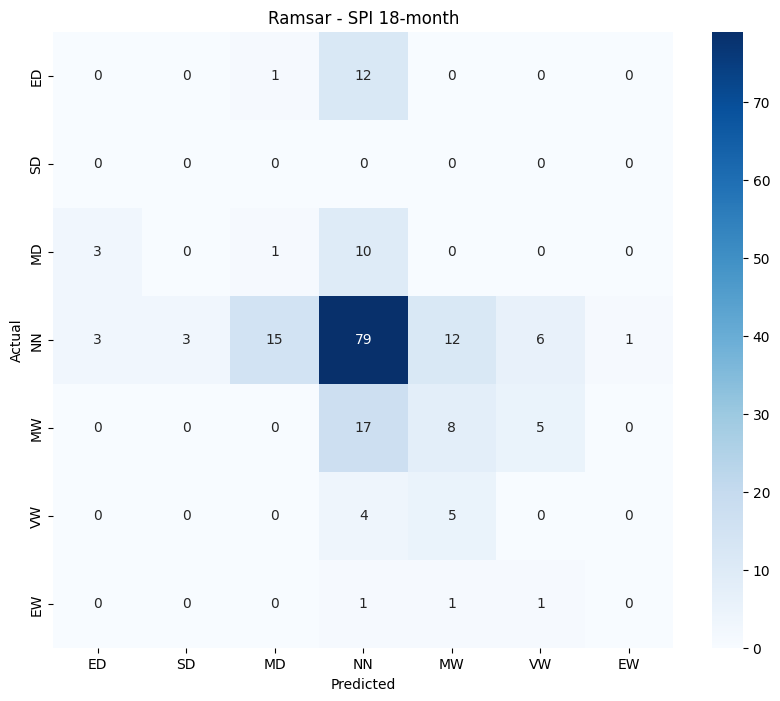 Ramsar - SPI 18-month
ED 0 0 1 12 0 0 0
SD 0 0 0 0 0 0 0
MD 3 0 1 10 0 0 0
NN 3 3 15 79 12 6 1
MW 0 0 0 17 8 5 0
VW 0 0 0 4 5 0 0
EW 0 0 0 1 1 1 0
ED SD MD NN MW VW EW
Predicted
Actual
70
60
50
40
30
20
10
0